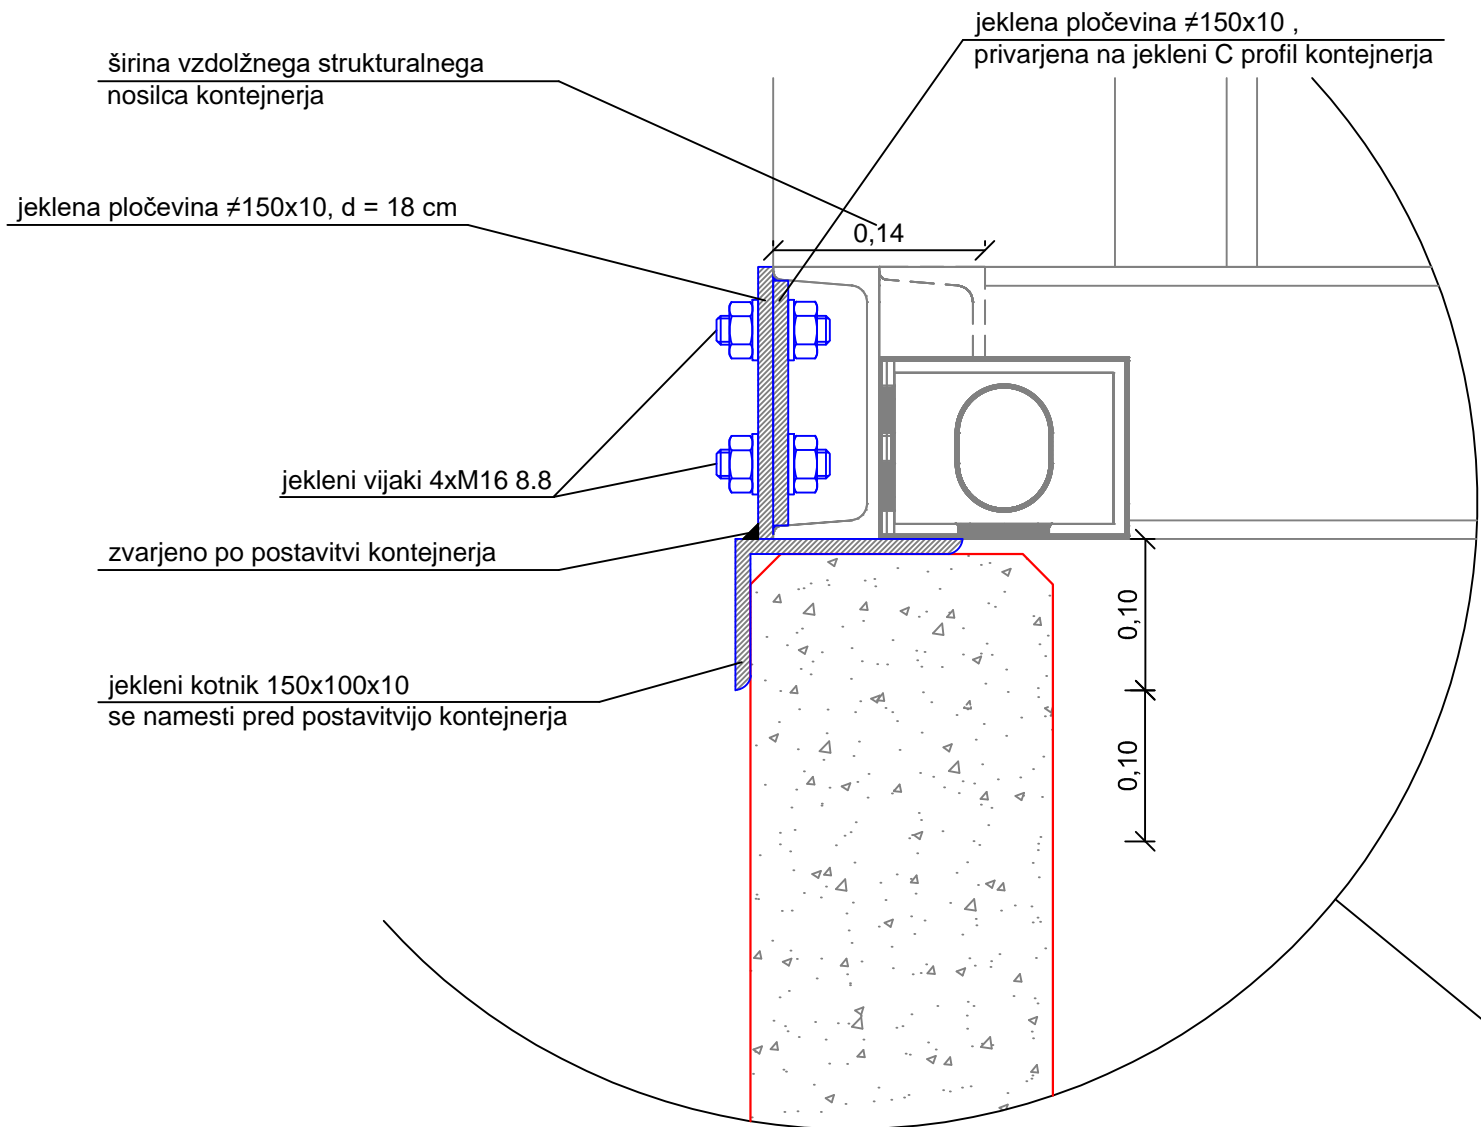 jeklena pločevina ≠150x10 ,
privarjena na jekleni C profil kontejnerja
širina vzdolžnega strukturalnega
nosilca kontejnerja
jeklena pločevina ≠150x10, d = 18 cm
0,14
jekleni vijaki 4xM16 8.8
zvarjeno po postavitvi kontejnerja
0,10
jekleni kotnik 150x100x10
se namesti pred postavitvijo kontejnerja
0,10